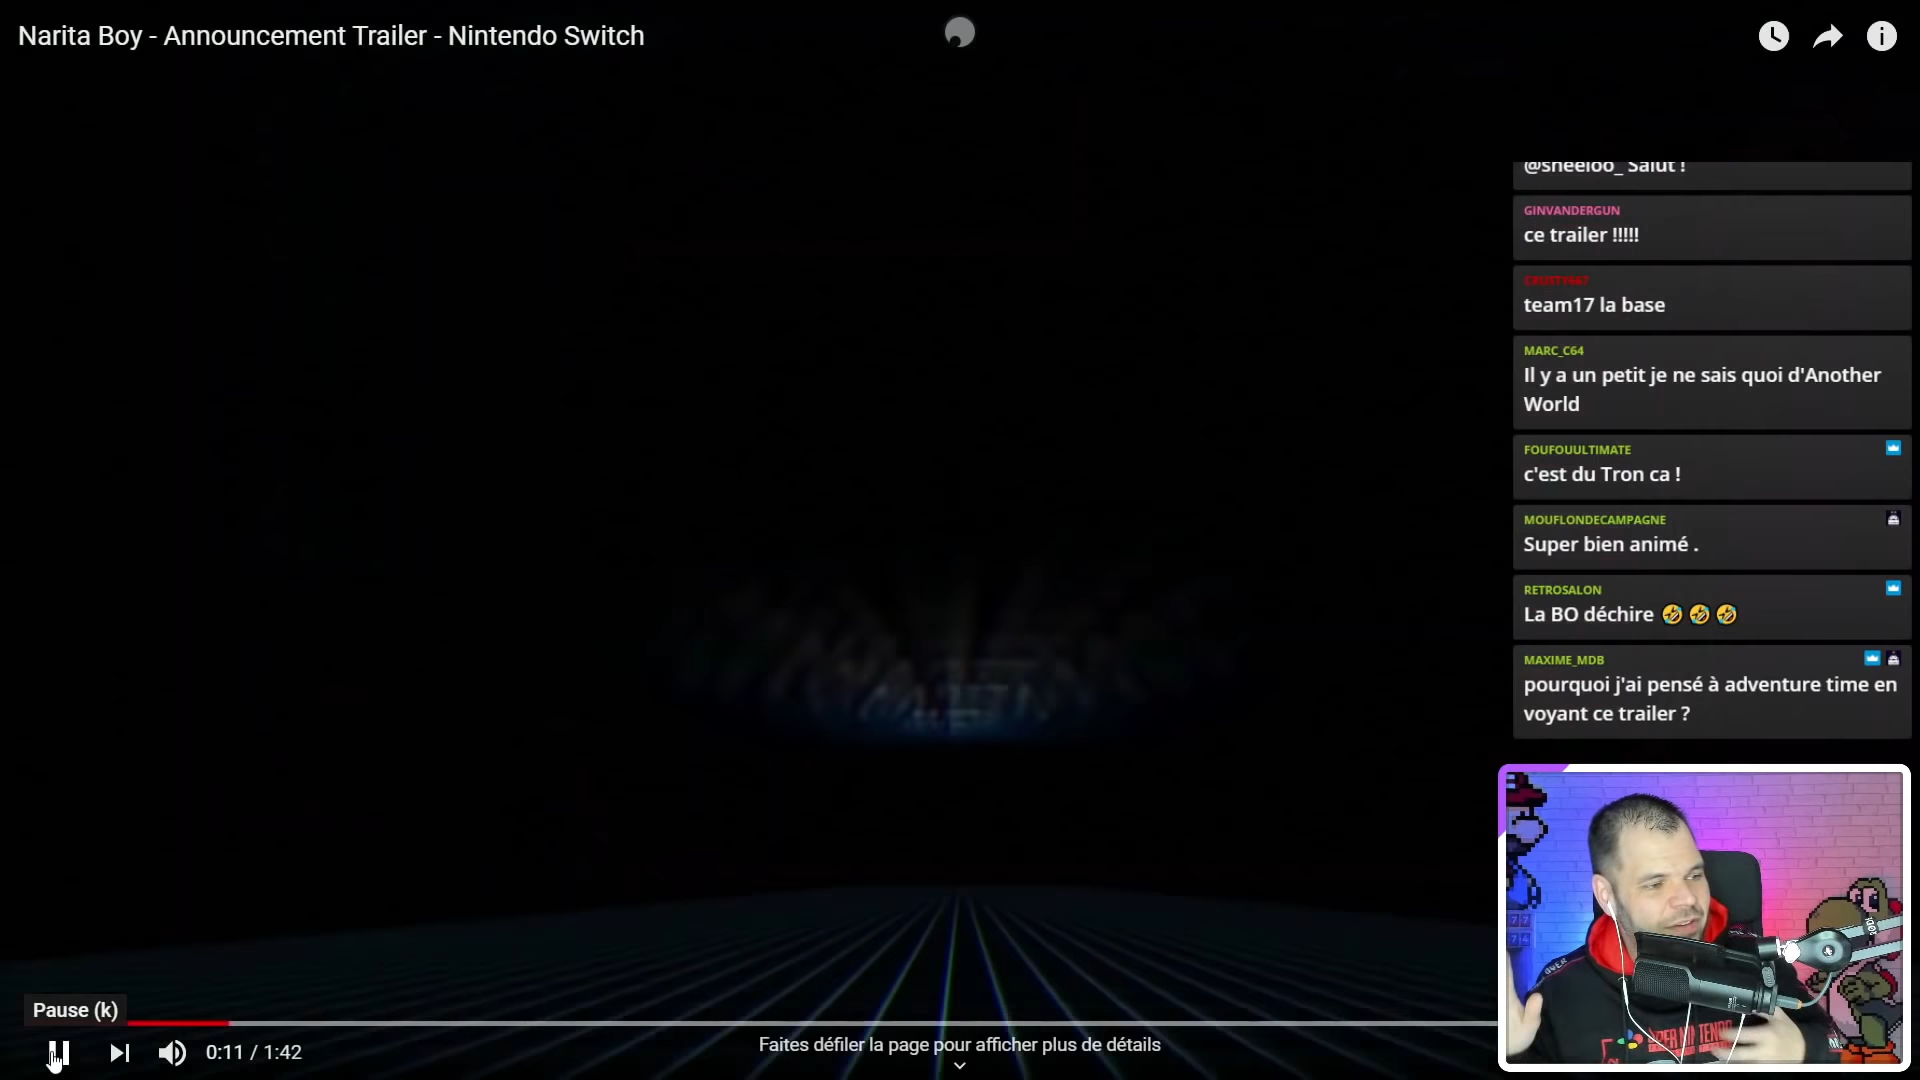 Narita Boy - Announcement Trailer - Nintendo Switch
@sheeloo_ Salut !
GINVANDERGUN
ce trailer !!!!!
CRUSTY667
team17 la base
MARC_C64
Il y a un petit je ne sais quoi d'Another
World
FOUFOUULTIMATE
c'est du Tron ca !
MOUFLONDECAMPAGNE
Super bien animé .
RETROSALON
La BO déchire 🤣 🤣 🤣
MAXIME_MDB
pourquoi j'ai pensé à adventure time en
voyant ce trailer ?
Pause (k)
0:11 / 1:42
Faites défiler la page pour afficher plus de détails